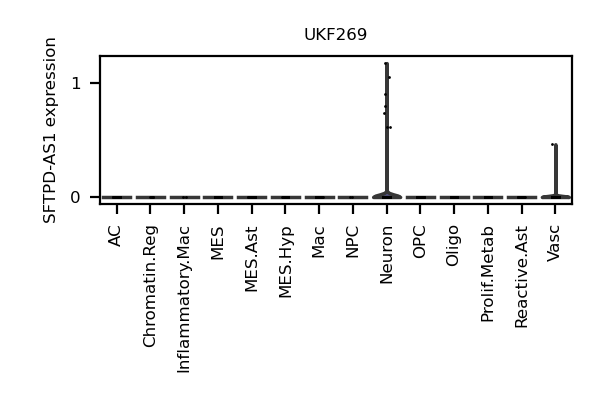 UKF269
SFTPD-AS1 expression
1
0
AC
Chromatin.Reg
Inflammatory.Mac
MES
MES.Ast
MES.Hyp
Mac
NPC
Neuron
OPC
Oligo
Prolif.Metab
Reactive.Ast
Vasc